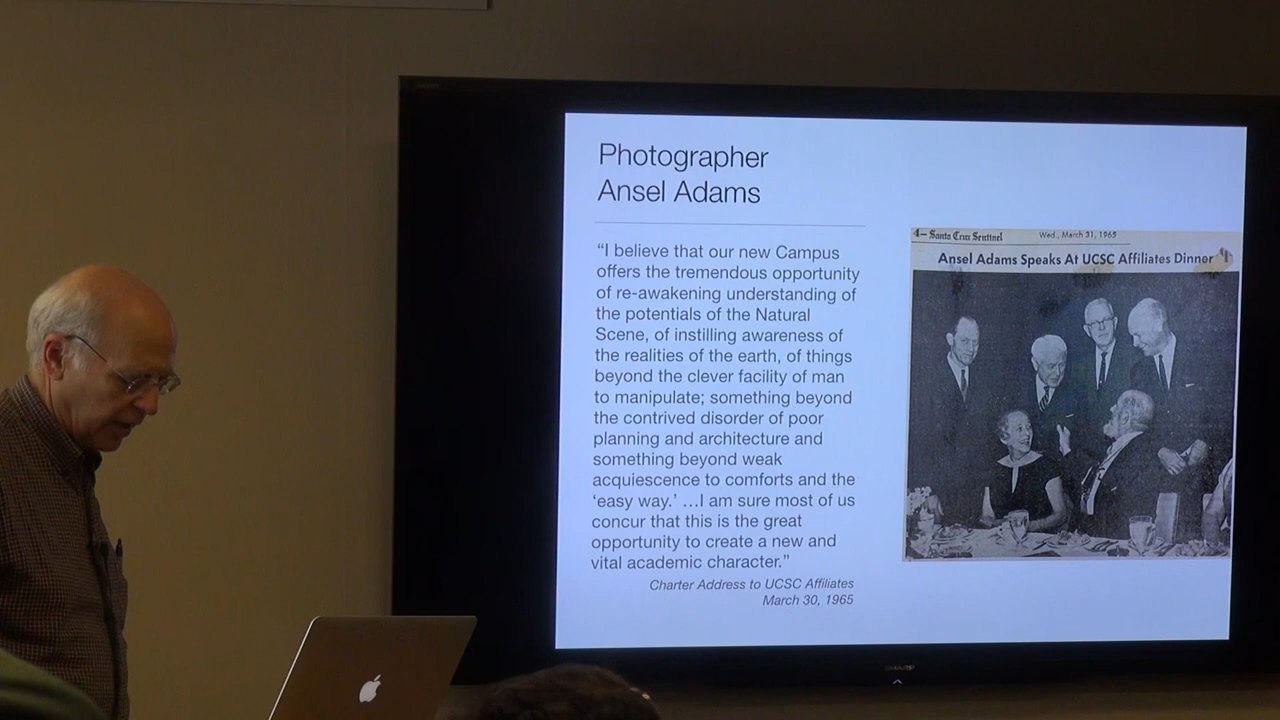 Photographer
Ansel Adams
“I believe that our new Campus
offers the tremendous opportunity
of re-awakening understanding of
the potentials of the Natural
Scene, of instilling awareness of
the realities of the earth, of things
beyond the clever facility of man
to manipulate; something beyond
the contrived disorder of poor
planning and architecture and
something beyond weak
acquiescence to comforts and the
‘easy way.’ …I am sure most of us
concur that this is the great
opportunity to create a new and
vital academic character.”
Charter Address to UCSC Affiliates
March 30, 1965
4— Santa Cruz Sentinel Wed., March 31, 1965
Ansel Adams Speaks At UCSC Affiliates Dinner
SHARP